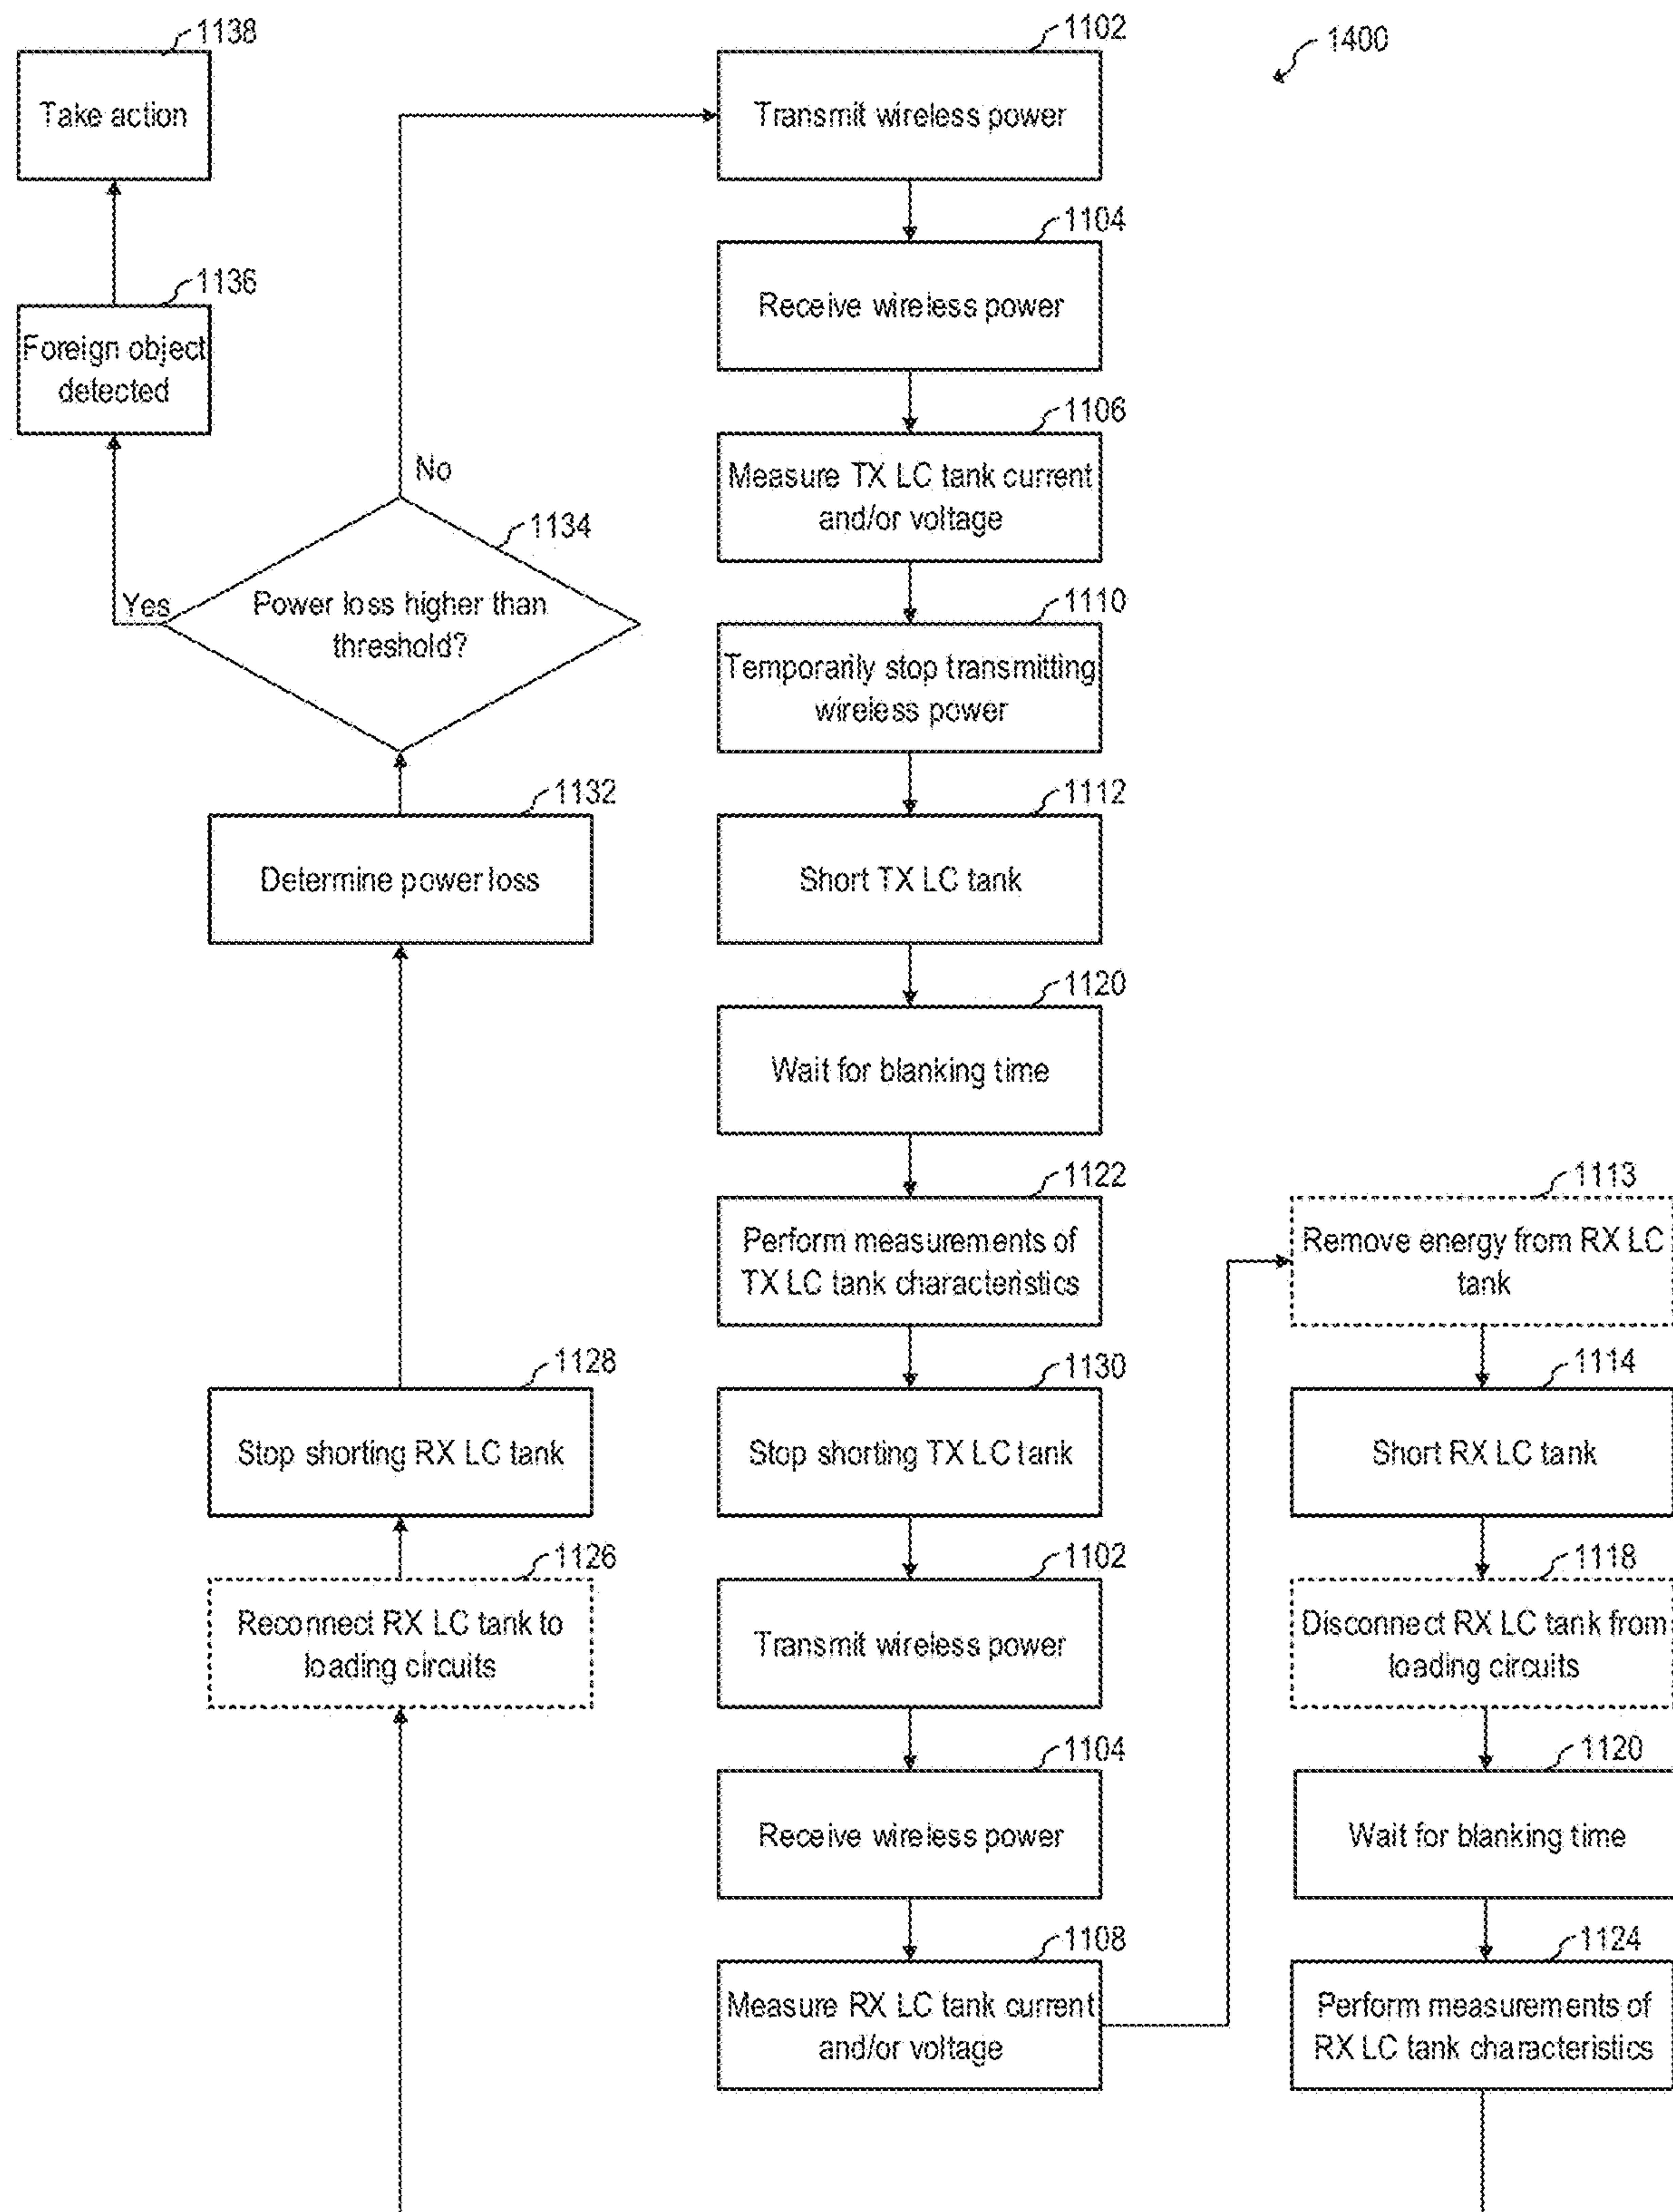 1400
1102
Transmit wireless power
1104
Receive wireless power
1106
Measure TX LC tank current
and/or voltage
1110
Temporarily stop transmitting
wireless power
1112
Short TX LC tank
1120
Wait for blanking time
1122
Perform measurements of
TX LC tank characteristics
1130
Stop shorting TX LC tank
1102
Transmit wireless power
1104
Receive wireless power
1108
Measure RX LC tank current
and/or voltage
1113
Remove energy from RX LC
tank
1114
Short RX LC tank
1118
Disconnect RX LC tank from
loading circuits
1120
Wait for blanking time
1124
Perform measurements of
RX LC tank characteristics
1126
Reconnect RX LC tank to
loading circuits
1128
Stop shorting RX LC tank
1132
Determine power loss
1134
Power loss higher than
threshold?
No
Yes
1136
Foreign object
detected
1138
Take action